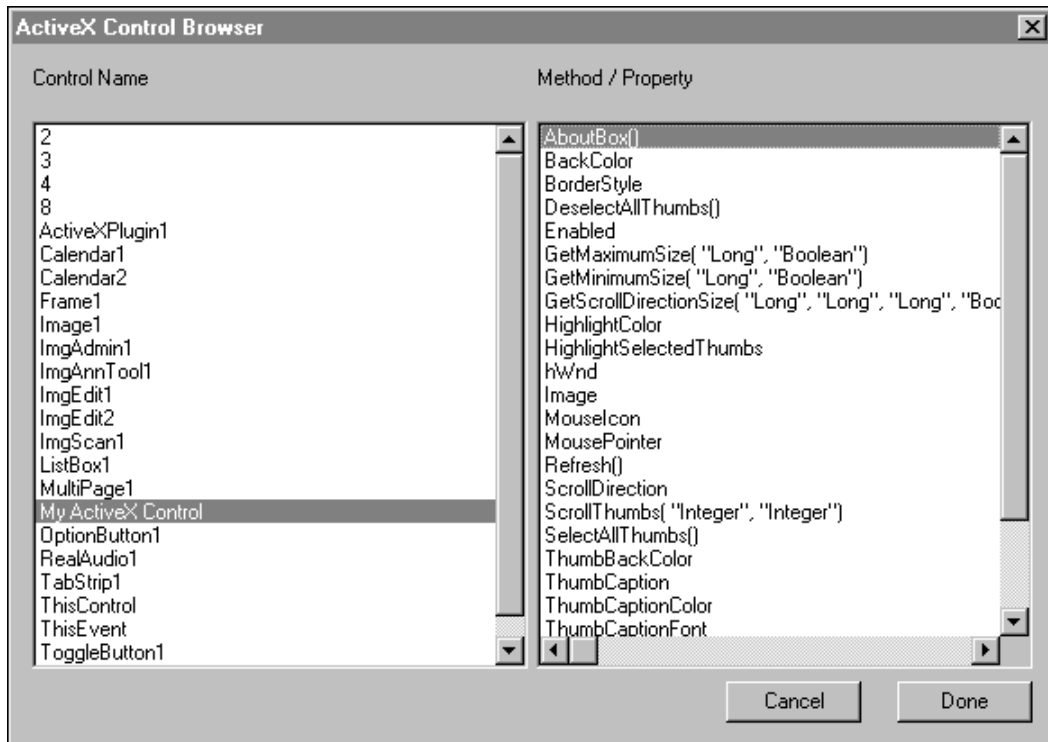 ActiveX Control Browser
Control Name
Method / Property
2
3
4
8
ActiveXPlugin1
Calendar1
Calendar2
Frame1
Image1
ImgAdmin1
ImgAnnTool1
ImgEdit1
ImgEdit2
ImgScan1
ListBox1
MultiPage1
My ActiveX Control
OptionButton1
RealAudio1
TabStrip1
ThisControl
ThisEvent
ToggleButton1
AboutBox()
BackColor
BorderStyle
DeselectAllThumbs()
Enabled
GetMaximumSize( "Long", "Boolean")
GetMinimumSize( "Long", "Boolean")
GetScrollDirectionSize( "Long", "Long", "Long", "Boo
HighlightColor
HighlightSelectedThumbs
hWnd
Image
MouseIcon
MousePointer
Refresh()
ScrollDirection
ScrollThumbs( "Integer", "Integer")
SelectAllThumbs()
ThumbBackColor
ThumbCaption
ThumbCaptionColor
ThumbCaptionFont
Cancel
Done